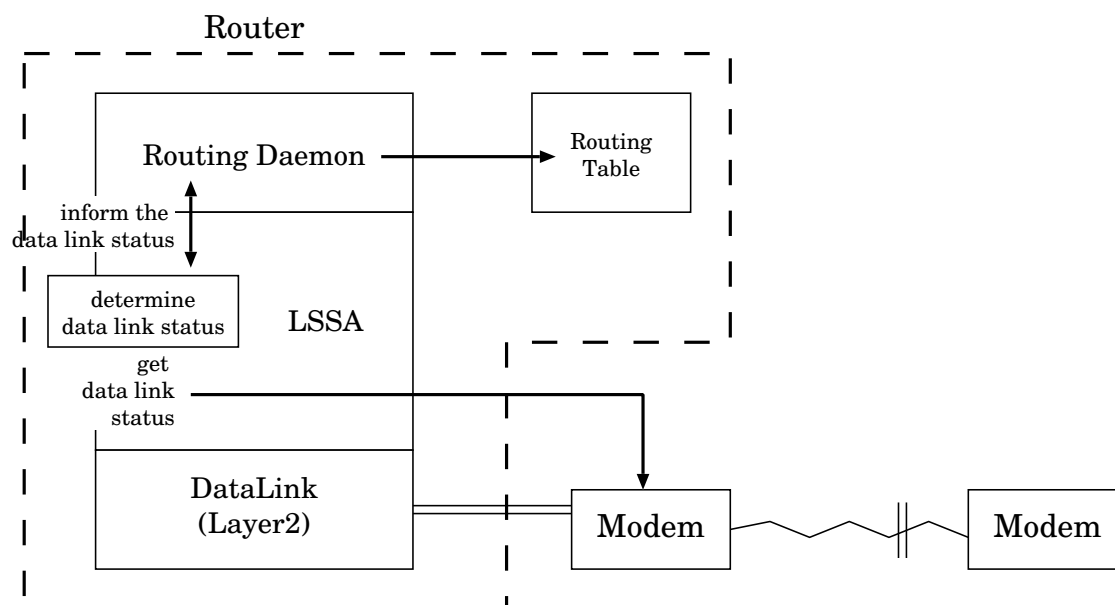 Router
Routing Daemon
Routing
Table
inform the
data link status
determine
data link status
LSSA
get
data link
status
DataLink
(Layer2)
Modem
Modem